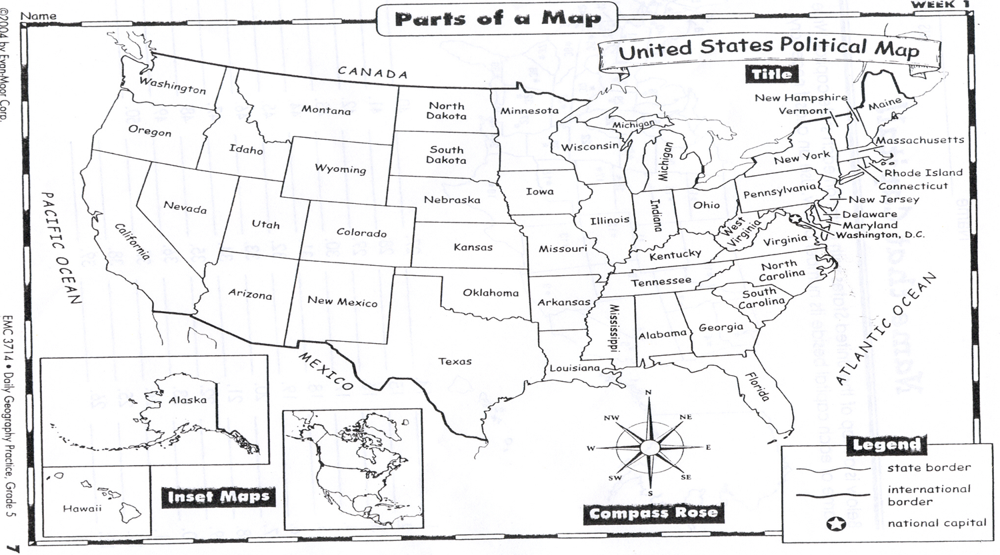 Name
Parts of a Map
WEEK 1
©2004 by Evan-Moor Corp.
EMC 3714 • Daily Geography Practice, Grade 5
7
United States Political Map
Title
CANADA
PACIFIC OCEAN
MEXICO
ATLANTIC OCEAN
Washington
Oregon
California
Nevada
Idaho
Montana
Wyoming
Utah
Colorado
Arizona
New Mexico
North
Dakota
South
Dakota
Nebraska
Kansas
Oklahoma
Texas
Minnesota
Iowa
Missouri
Arkansas
Louisiana
Wisconsin
Michigan
Michigan
Illinois
Indiana
Ohio
Kentucky
Tennessee
Mississippi
Alabama
Georgia
Florida
South
Carolina
North
Carolina
Virginia
West
Virginia
Pennsylvania
New York
New Hampshire
Vermont
Maine
Massachusetts
Rhode Island
Connecticut
New Jersey
Delaware
Maryland
Washington, D.C.
Alaska
Hawaii
Inset Maps
N
NE
E
SE
S
SW
W
NW
Compass Rose
Legend
state border
international
border
national capital